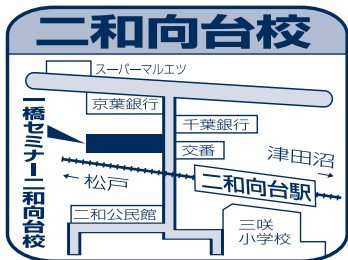 二和向台校
スーパーマルエツ
京葉銀行
千葉銀行
一橋セミナー二和向台校
交番
津田沼
→
←松戸
二和向台駅
二和公民館
三咲
小学校